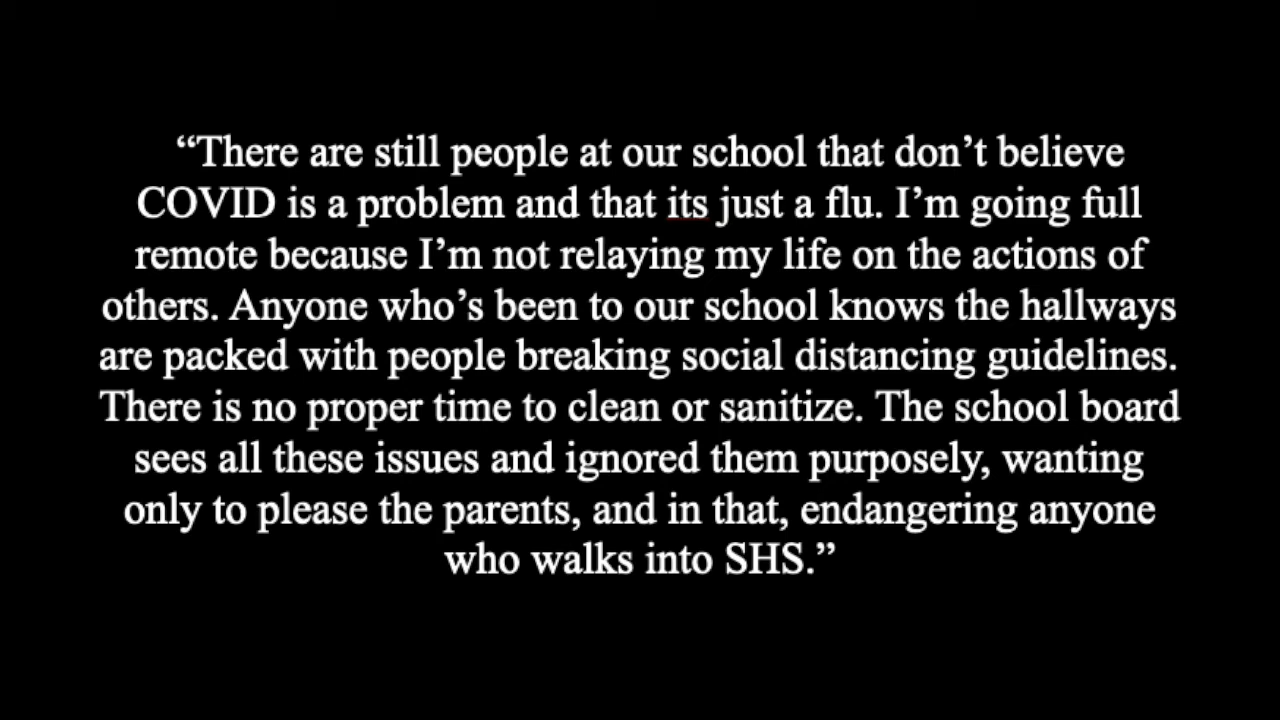 “There are still people at our school that don’t believe
COVID is a problem and that its just a flu. I’m going full
remote because I’m not relaying my life on the actions of
others. Anyone who’s been to our school knows the hallways
are packed with people breaking social distancing guidelines.
There is no proper time to clean or sanitize. The school board
sees all these issues and ignored them purposely, wanting
only to please the parents, and in that, endangering anyone
who walks into SHS.”